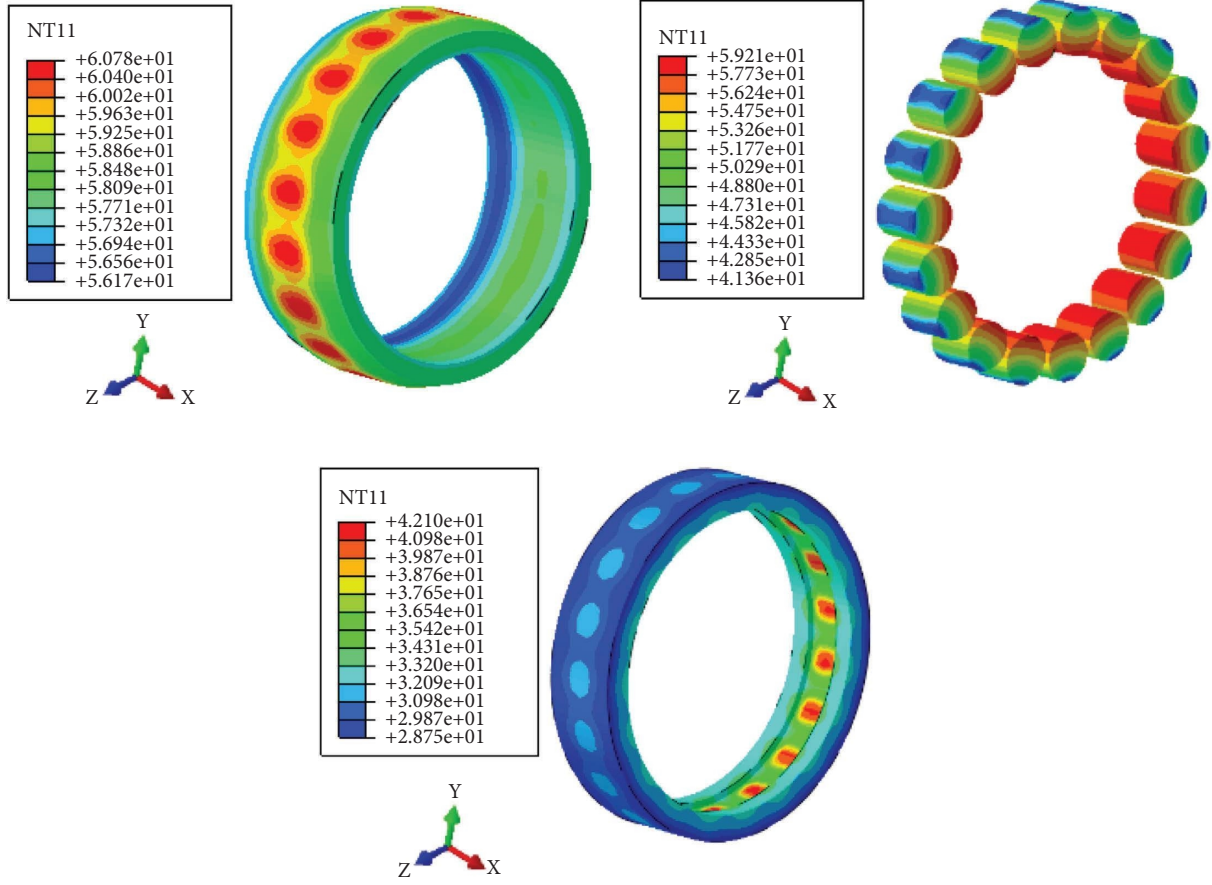 NT11
+6.078e+01
+6.040e+01
+6.002e+01
+5.963e+01
+5.925e+01
+5.886e+01
+5.848e+01
+5.809e+01
+5.771e+01
+5.732e+01
+5.694e+01
+5.656e+01
+5.617e+01
Y
Z
X
NT11
+5.921e+01
+5.773e+01
+5.624e+01
+5.475e+01
+5.326e+01
+5.177e+01
+5.029e+01
+4.880e+01
+4.731e+01
+4.582e+01
+4.433e+01
+4.285e+01
+4.136e+01
Y
Z
X
NT11
+4.210e+01
+4.098e+01
+3.987e+01
+3.876e+01
+3.765e+01
+3.654e+01
+3.542e+01
+3.431e+01
+3.320e+01
+3.209e+01
+3.098e+01
+2.987e+01
+2.875e+01
Y
Z
X